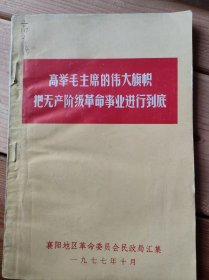 高举毛主席的伟大旗帜
把无产阶级革命事业进行到底
襄阳地区革命委员会民政局汇集
一九七七年十月